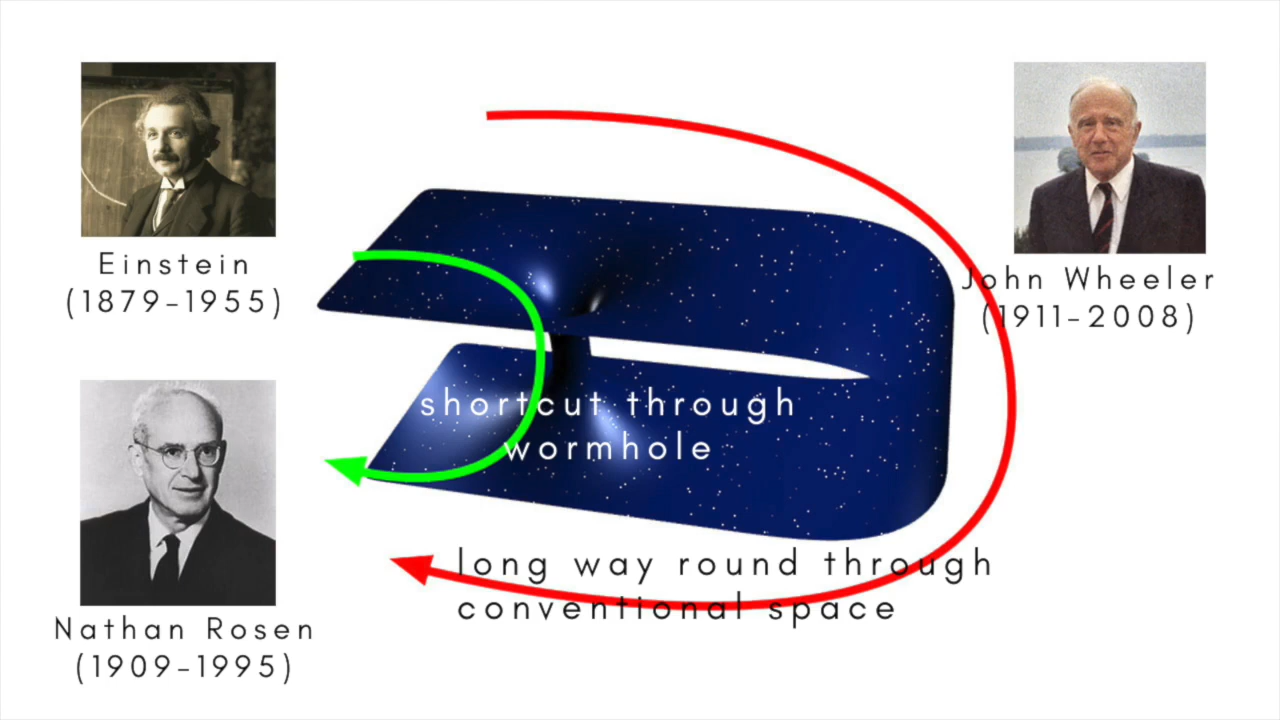 Einstein
(1879-1955)
John Wheeler
(1911-2008)
shortcut through
wormhole
long way round through
conventional space
Nathan Rosen
(1909-1995)